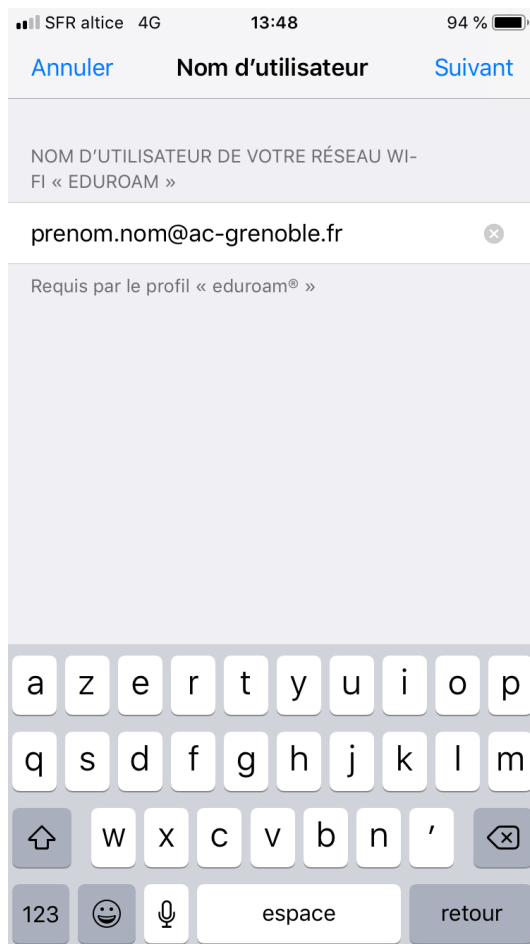 SFR altice 4G 13:48 94 %
Annuler Nom d’utilisateur Suivant
NOM D’UTILISATEUR DE VOTRE RÉSEAU WI-
FI « EDUROAM »
prenom.nom@ac-grenoble.fr
Requis par le profil « eduroam® »
a z e r t y u i o p
q s d f g h j k l m
w x c v b n ’
123 espace retour